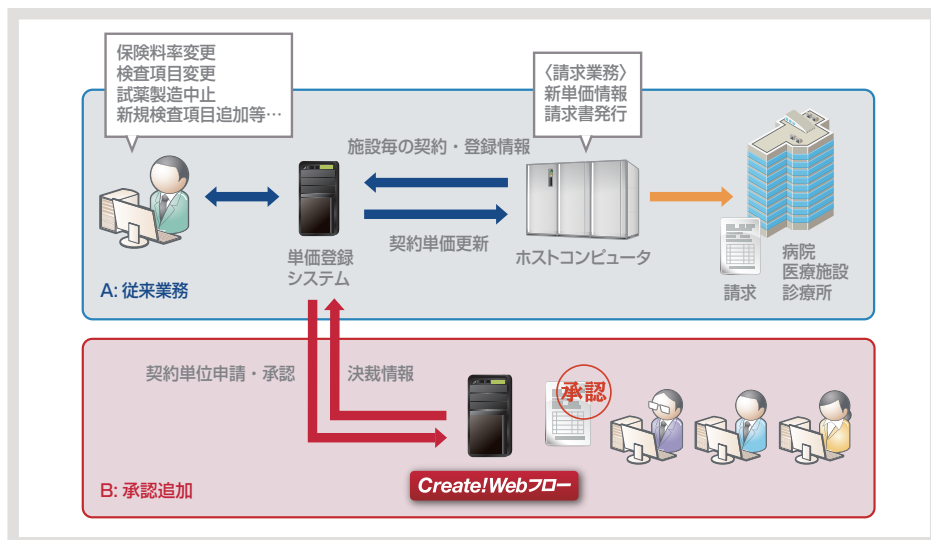 保険料率変更
検査項目変更
試薬製造中止
新規検査項目追加等…
〈請求業務〉
新単価情報
請求書発行
施設毎の契約・登録情報
契約単価更新
単価登録
システム
ホストコンピュータ
請求
病院
医療施設
診療所
A: 従来業務
契約単位申請・承認
決裁情報
承認
Create!Webフロー
B: 承認追加